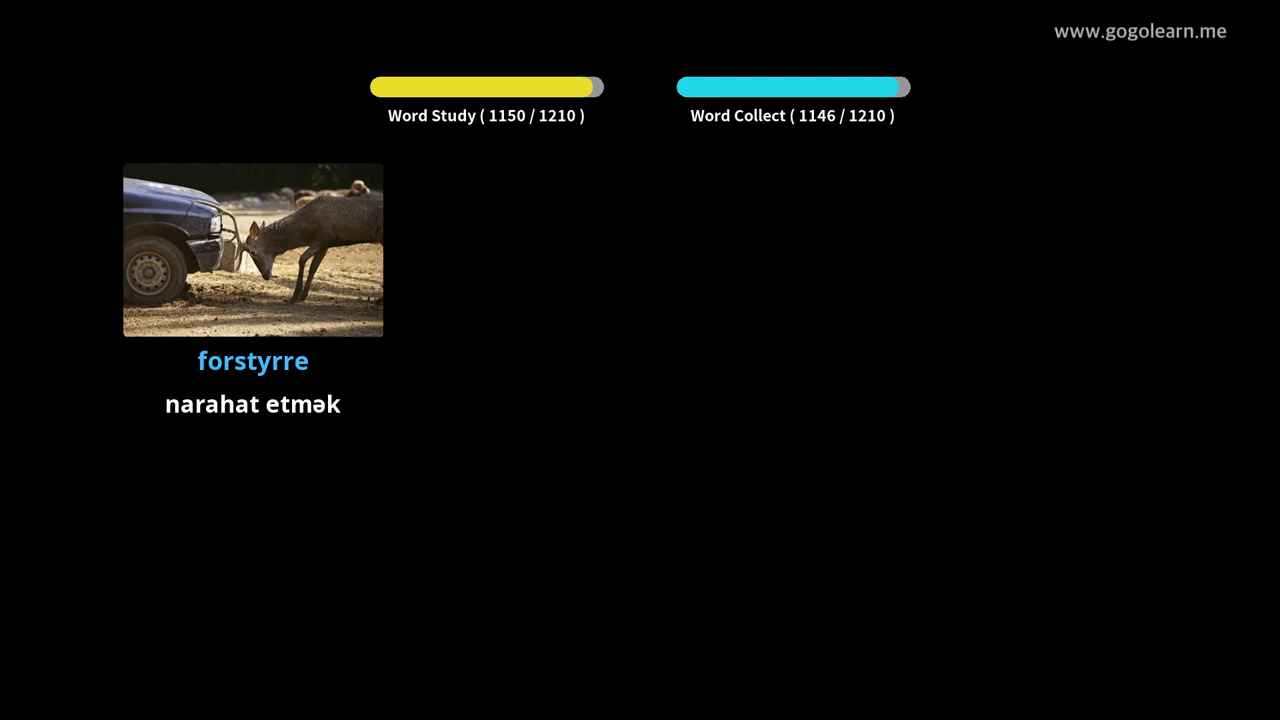 www.gogolearn.me
Word Study ( 1150 / 1210 )
Word Collect ( 1146 / 1210 )
forstyrre
narahat etmək